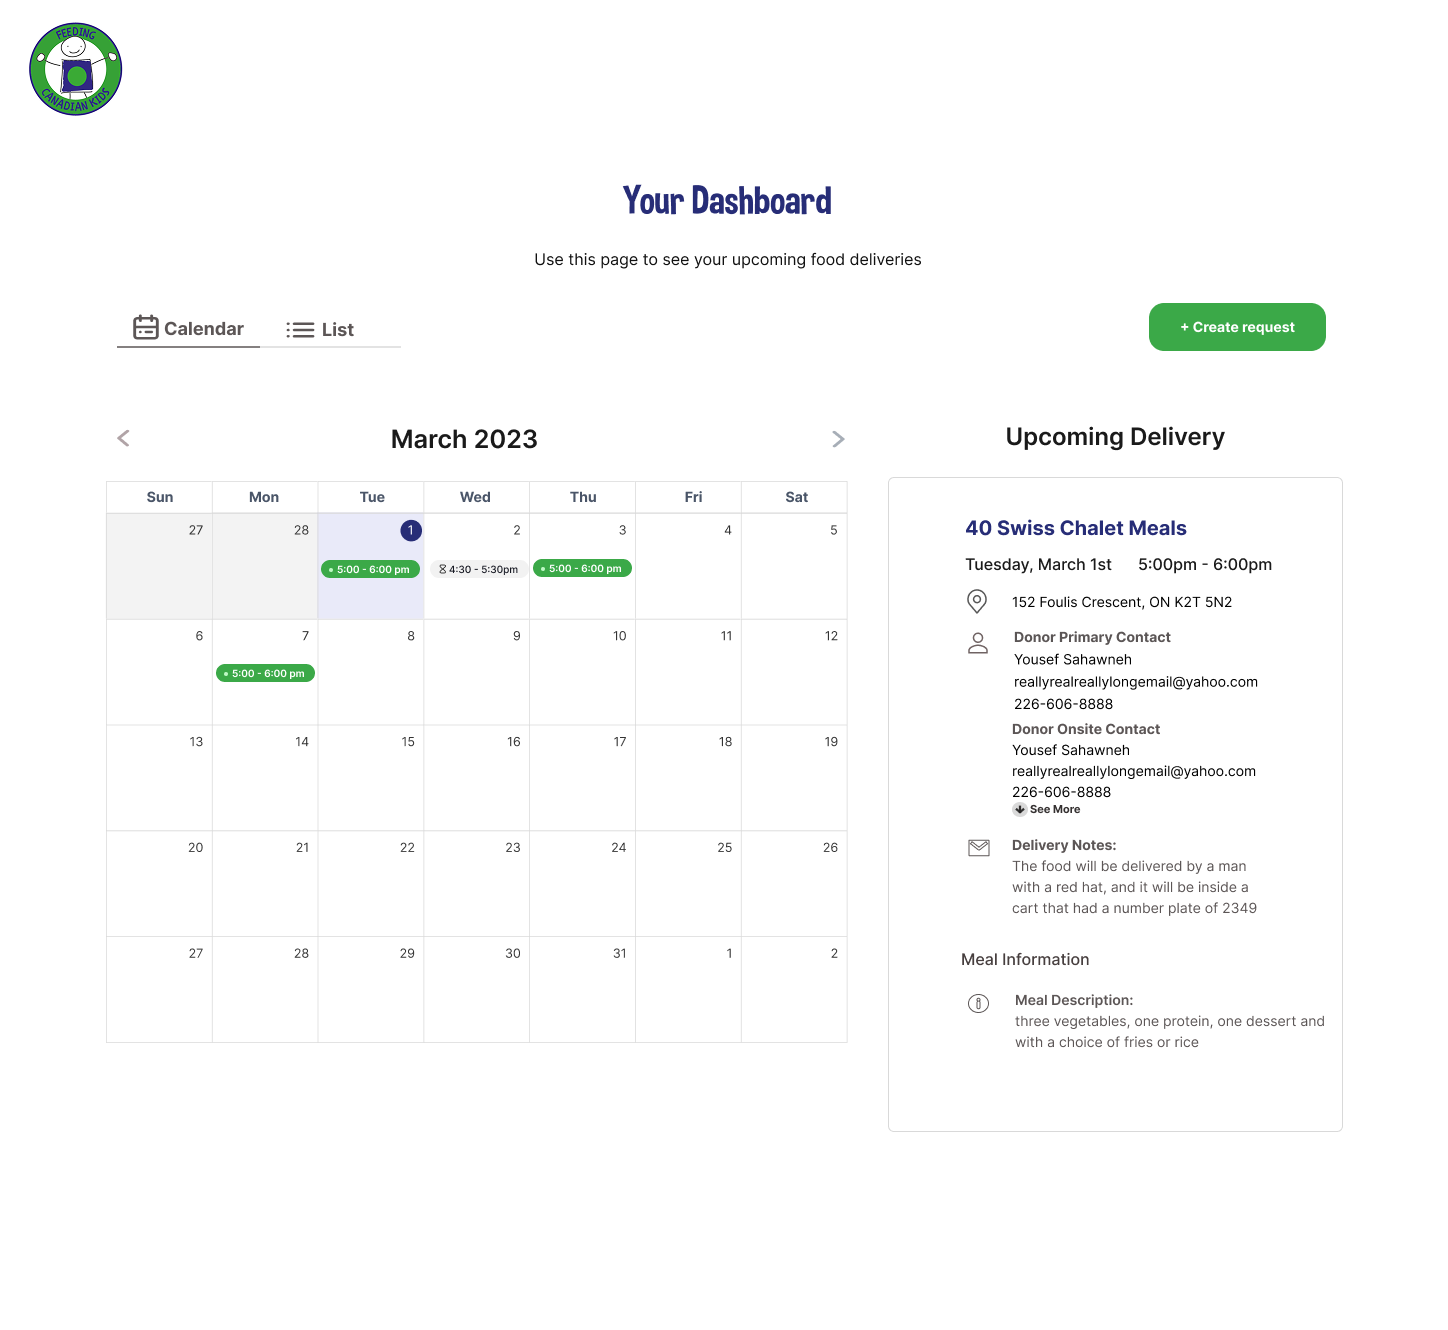 FEEDING
CANADIAN KIDS
Your Dashboard
Use this page to see your upcoming food deliveries
Calendar
List
+ Create request
March 2023
Sun Mon Tue Wed Thu Fri Sat
27 28 1 2 3 4 5
5:00 - 6:00 pm
4:30 - 5:30pm
5:00 - 6:00 pm
6 7 8 9 10 11 12
5:00 - 6:00 pm
13 14 15 16 17 18 19
20 21 22 23 24 25 26
27 28 29 30 31 1 2
Upcoming Delivery
40 Swiss Chalet Meals
Tuesday, March 1st 5:00pm - 6:00pm
152 Foulis Crescent, ON K2T 5N2
Donor Primary Contact
Yousef Sahawneh
reallyrealreallylongemail@yahoo.com
226-606-8888
Donor Onsite Contact
Yousef Sahawneh
reallyrealreallylongemail@yahoo.com
226-606-8888
See More
Delivery Notes:
The food will be delivered by a man
with a red hat, and it will be inside a
cart that had a number plate of 2349
Meal Information
Meal Description:
three vegetables, one protein, one dessert and
with a choice of fries or rice